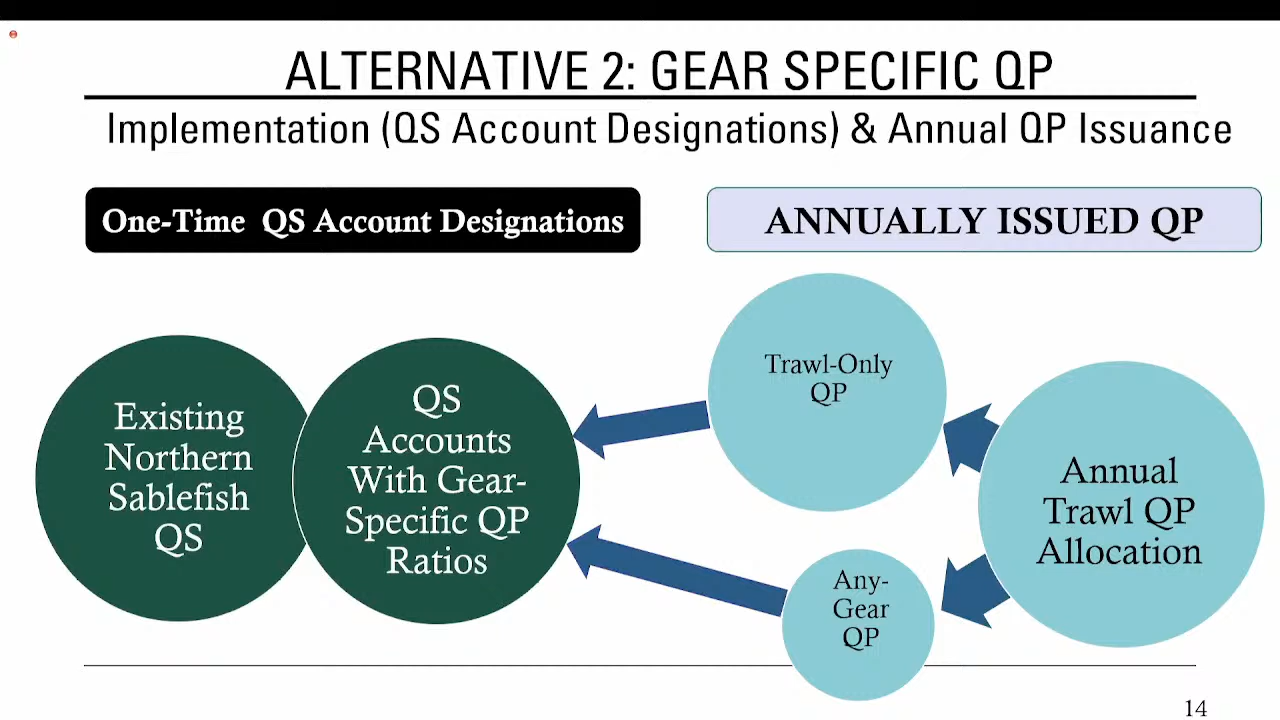 ALTERNATIVE 2: GEAR SPECIFIC QP
Implementation (QS Account Designations) & Annual QP Issuance
One-Time  QS Account Designations
ANNUALLY ISSUED QP
Existing
Northern
Sablefish
QS
QS
Accounts
With Gear-
Specific QP
Ratios
Trawl-Only
QP
Any-
Gear
QP
Annual
Trawl QP
Allocation
14